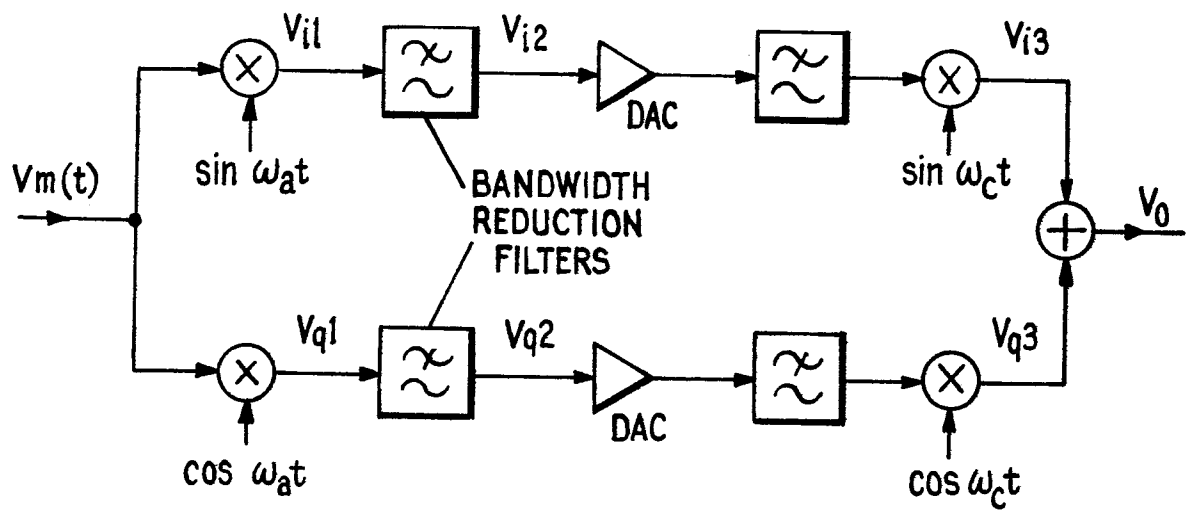 Vi1
Vi2
Vi3
DAC
sin ωat
sin ωct
Vm(t)
BANDWIDTH
REDUCTION
FILTERS
V0
Vq1
Vq2
Vq3
DAC
cos ωat
cos ωct